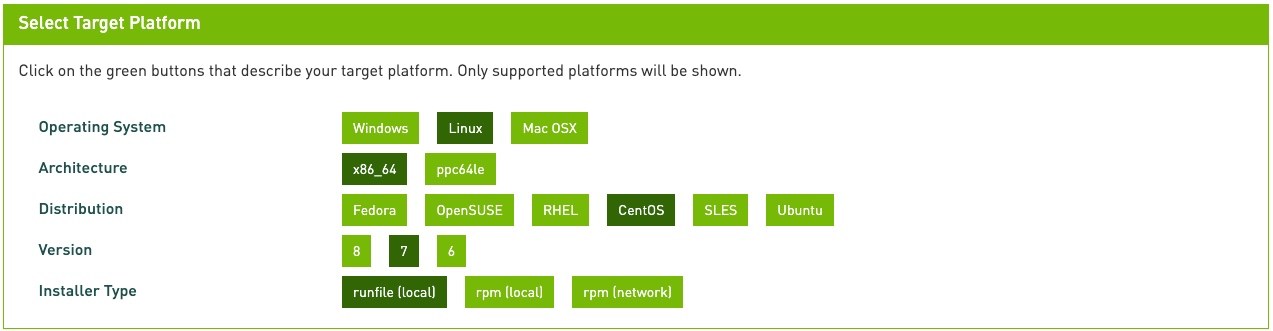 Select Target Platform
Click on the green buttons that describe your target platform. Only supported platforms will be shown.
Operating System Windows Linux Mac OSX
Architecture x86_64 ppc64le
Distribution Fedora OpenSUSE RHEL CentOS SLES Ubuntu
Version 8 7 6
Installer Type runfile (local) rpm (local) rpm (network)